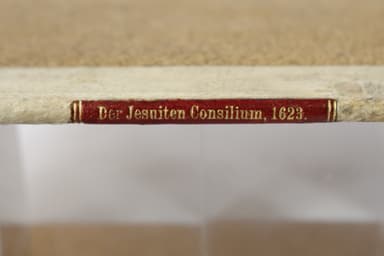 Der Jesuiten Consilium, 1623.